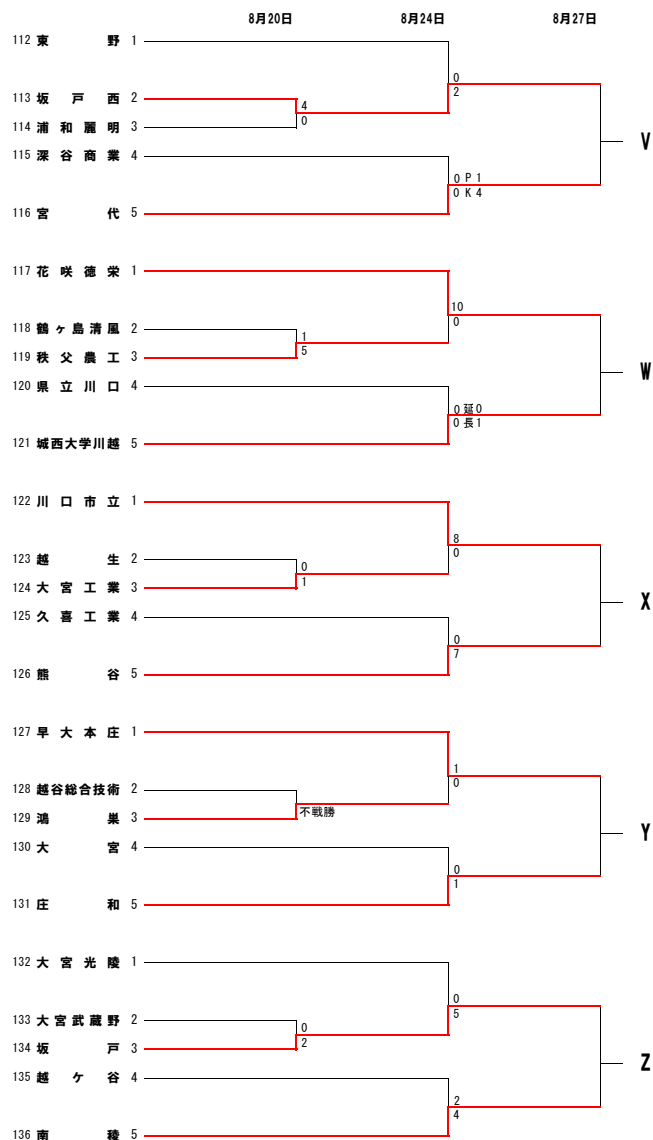 8月20日 8月24日 8月27日
112 東野 1
0
2
113 坂戸西 2
4
0
114 浦和麗明 3
V
115 深谷商業 4
0 P 1
0 K 4
116 宮代 5
117 花咲徳栄 1
10
0
118 鶴ヶ島清風 2
1
5
119 秩父農工 3
W
120 県立川口 4
0 延 0
0 長 1
121 城西大学川越 5
122 川口市立 1
8
0
123 越生 2
0
1
124 大宮工業 3
X
125 久喜工業 4
0
7
126 熊谷 5
127 早大本庄 1
1
0
128 越谷総合技術 2
不戦勝
129 鴻巣 3
Y
130 大宮 4
0
1
131 庄和 5
132 大宮光陵 1
0
5
133 大宮武蔵野 2
0
2
134 坂戸 3
Z
135 越ケ谷 4
2
4
136 南稜 5